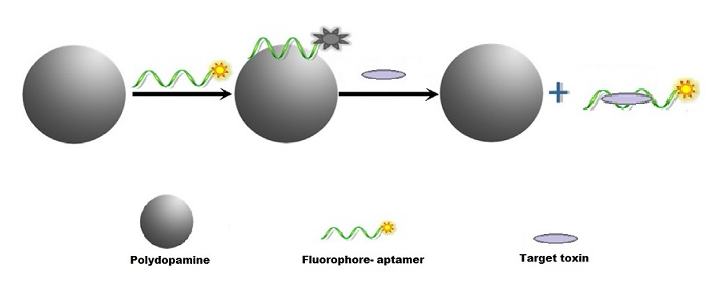 +
Polydopamine
Fluorophore- aptamer
Target toxin